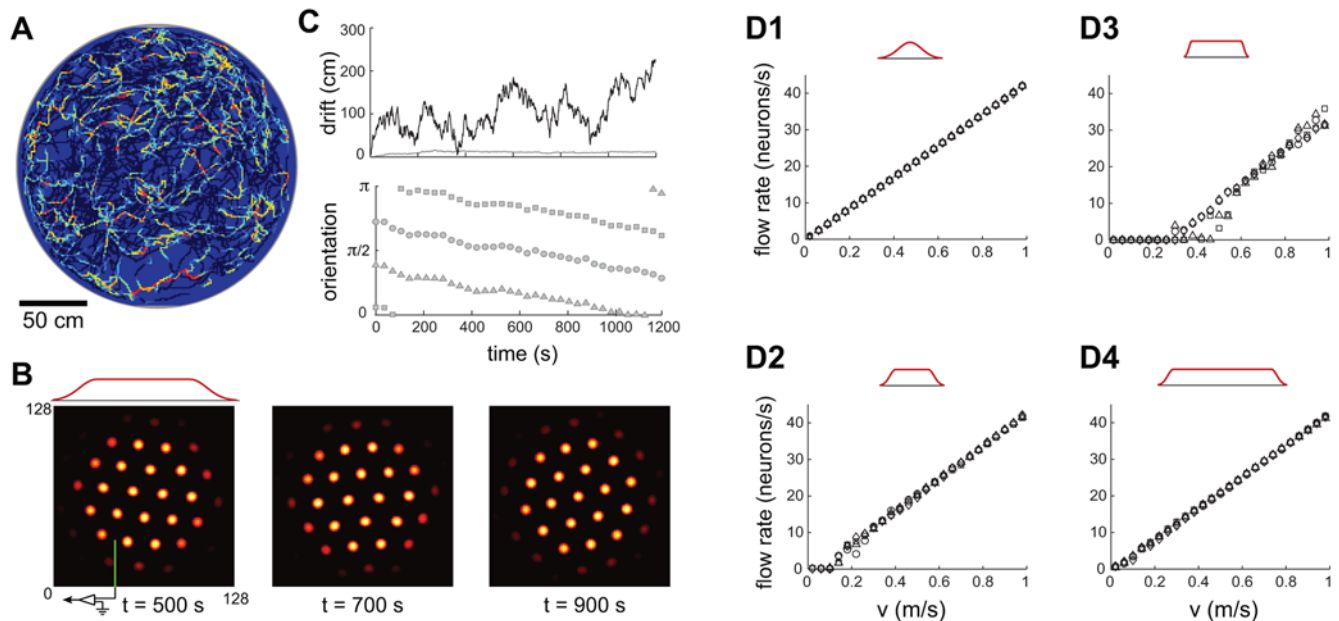 A
50 cm
B
128
0
128
t = 500 s
t = 700 s
t = 900 s
C
drift (cm)
300
200
100
0
orientation
π
π/2
0
0 200 400 600 800 1000 1200
time (s)
D1
flow rate (neurons/s)
40
30
20
10
0
0 0.2 0.4 0.6 0.8 1
D3
40
30
20
10
0
0 0.2 0.4 0.6 0.8 1
D2
flow rate (neurons/s)
40
30
20
10
0
0 0.2 0.4 0.6 0.8 1
v (m/s)
D4
40
30
20
10
0
0 0.2 0.4 0.6 0.8 1
v (m/s)